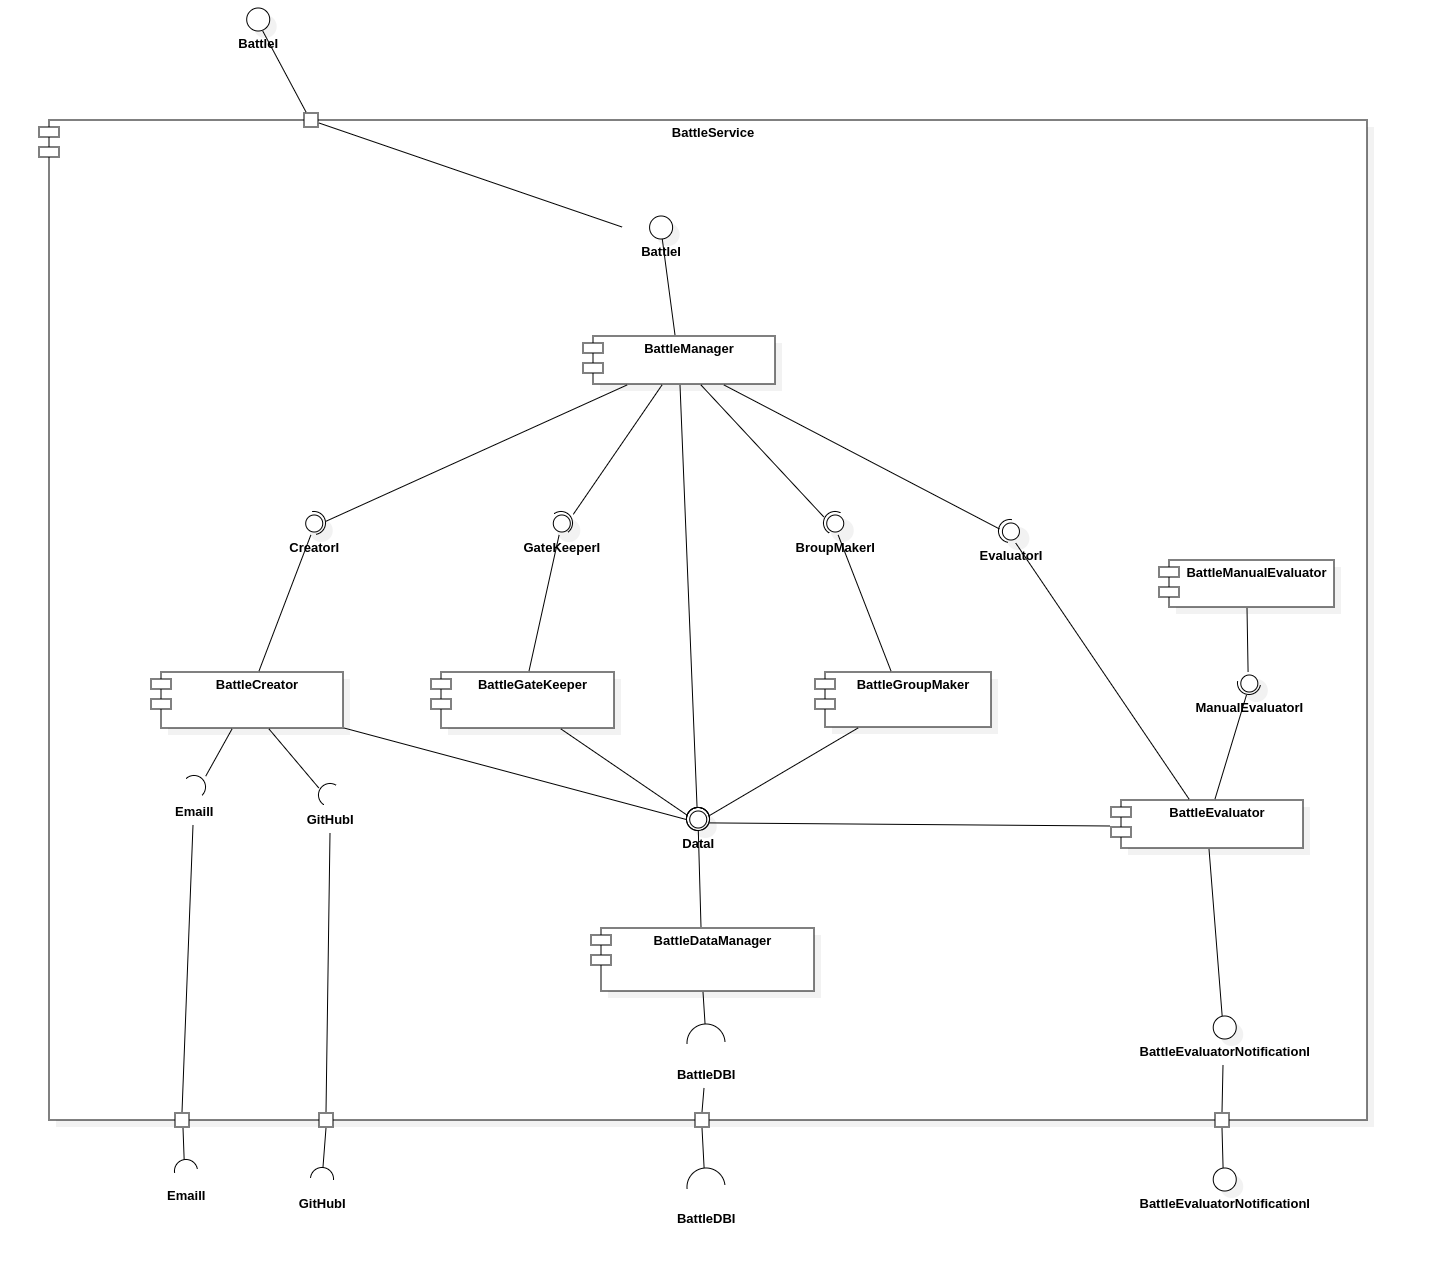 BattleI
BattleService
BattleI
BattleManager
CreatorI
GateKeeperI
BroupMakerI
EvaluatorI
BattleManualEvaluator
BattleCreator
BattleGateKeeper
BattleGroupMaker
ManualEvaluatorI
EmailI
GitHubI
BattleEvaluator
DataI
BattleDataManager
BattleEvaluatorNotificationI
BattleDBI
EmailI
GitHubI
BattleDBI
BattleEvaluatorNotificationI